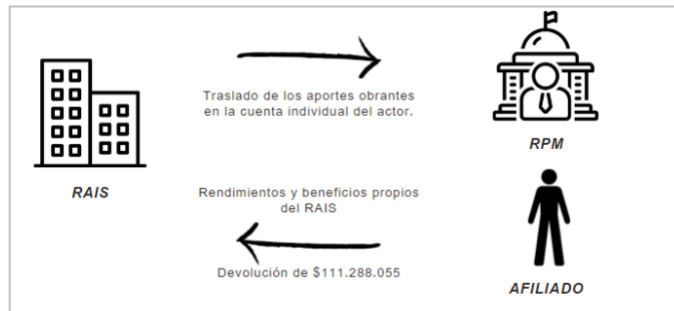 Traslado de los aportes obrantes
en la cuenta individual del actor.
RPM
RAIS
Rendimientos y beneficios propios
del RAIS
Devolución de $111.288.055
AFILIADO